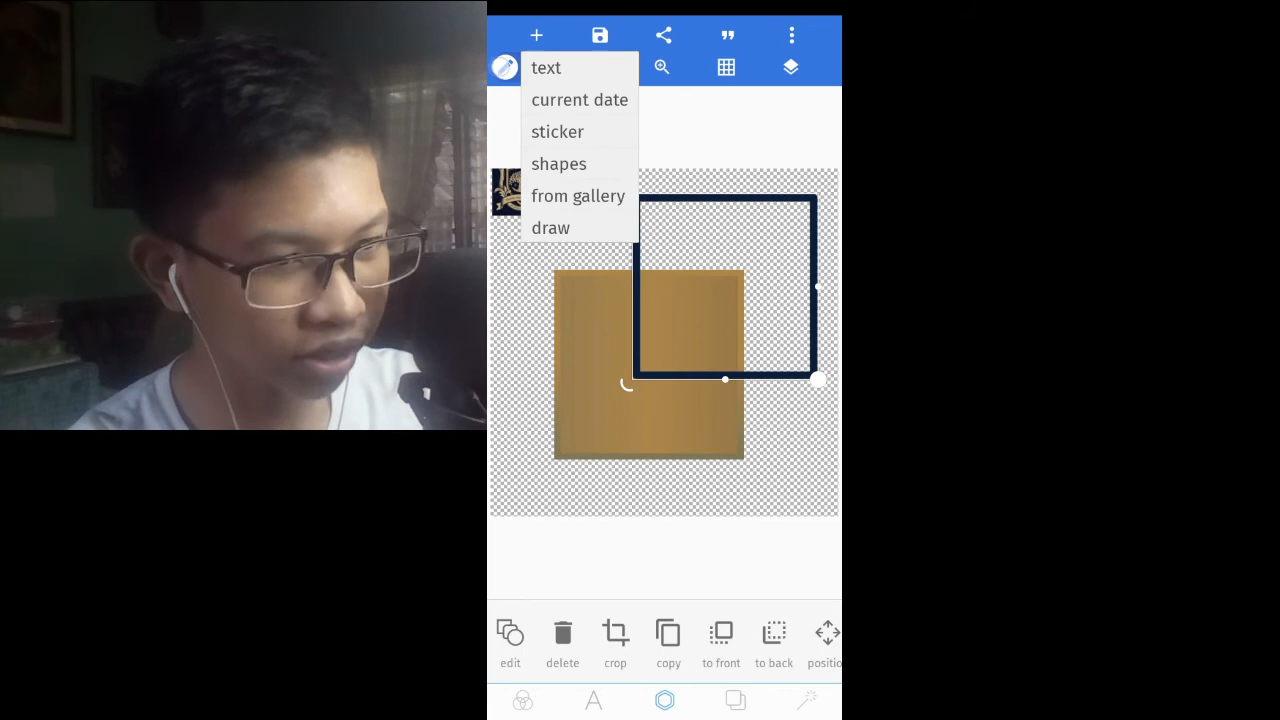 text
current date
sticker
shapes
from gallery
draw
edit
delete
crop
copy
to front
to back
positio